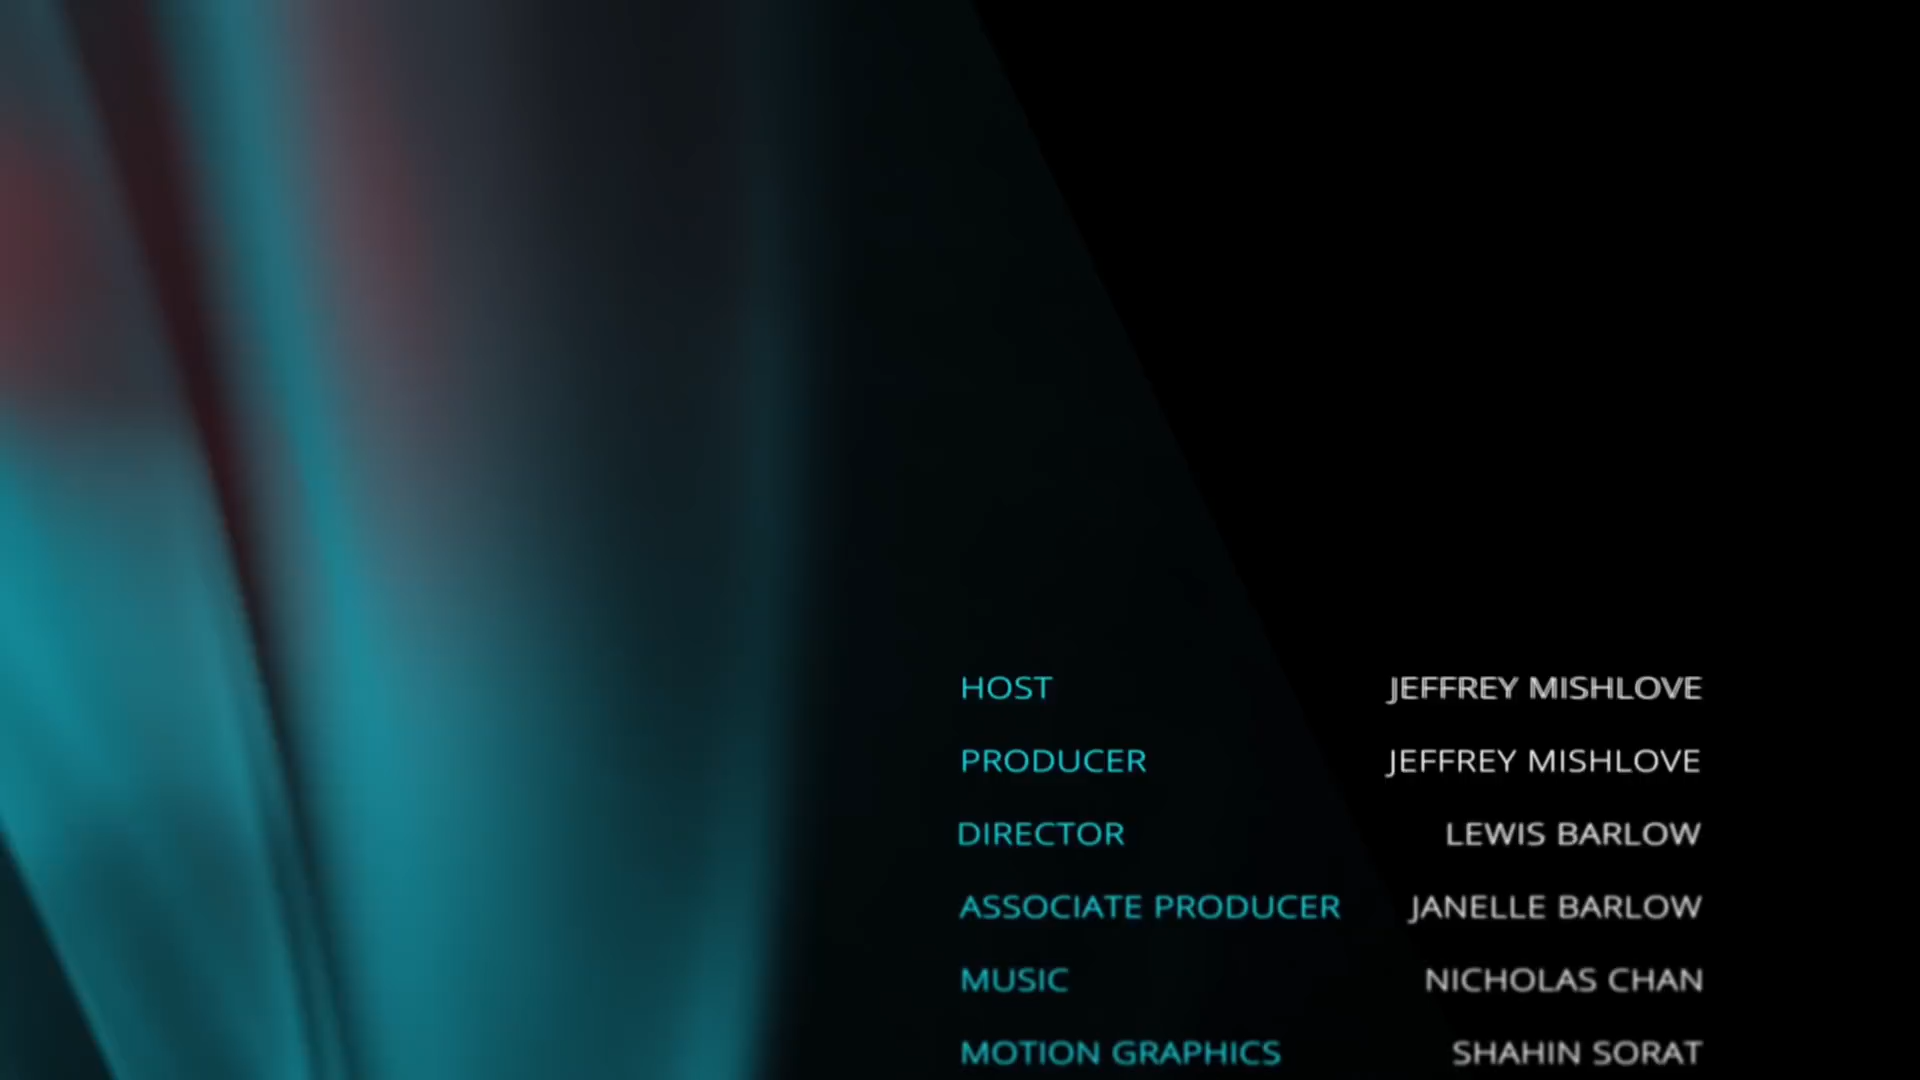 HOST JEFFREY MISHLOVE
PRODUCER JEFFREY MISHLOVE
DIRECTOR LEWIS BARLOW
ASSOCIATE PRODUCER JANELLE BARLOW
MUSIC NICHOLAS CHAN
MOTION GRAPHICS SHAHIN SORAT